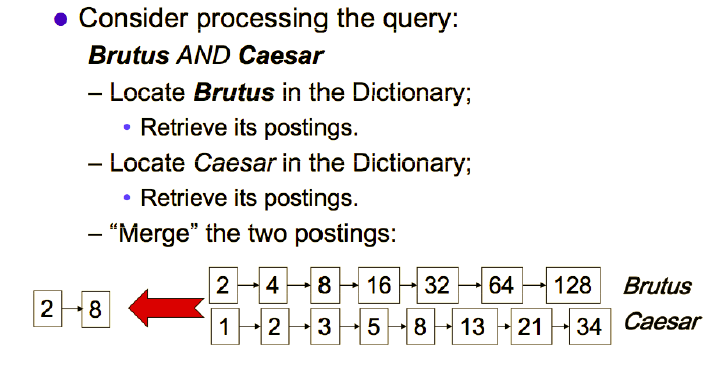 • Consider processing the query:
Brutus AND Caesar
– Locate Brutus in the Dictionary;
• Retrieve its postings.
– Locate Caesar in the Dictionary;
• Retrieve its postings.
– “Merge” the two postings:
2 4 8 16 32 64 128 Brutus
2 8
1 2 3 5 8 13 21 34 Caesar